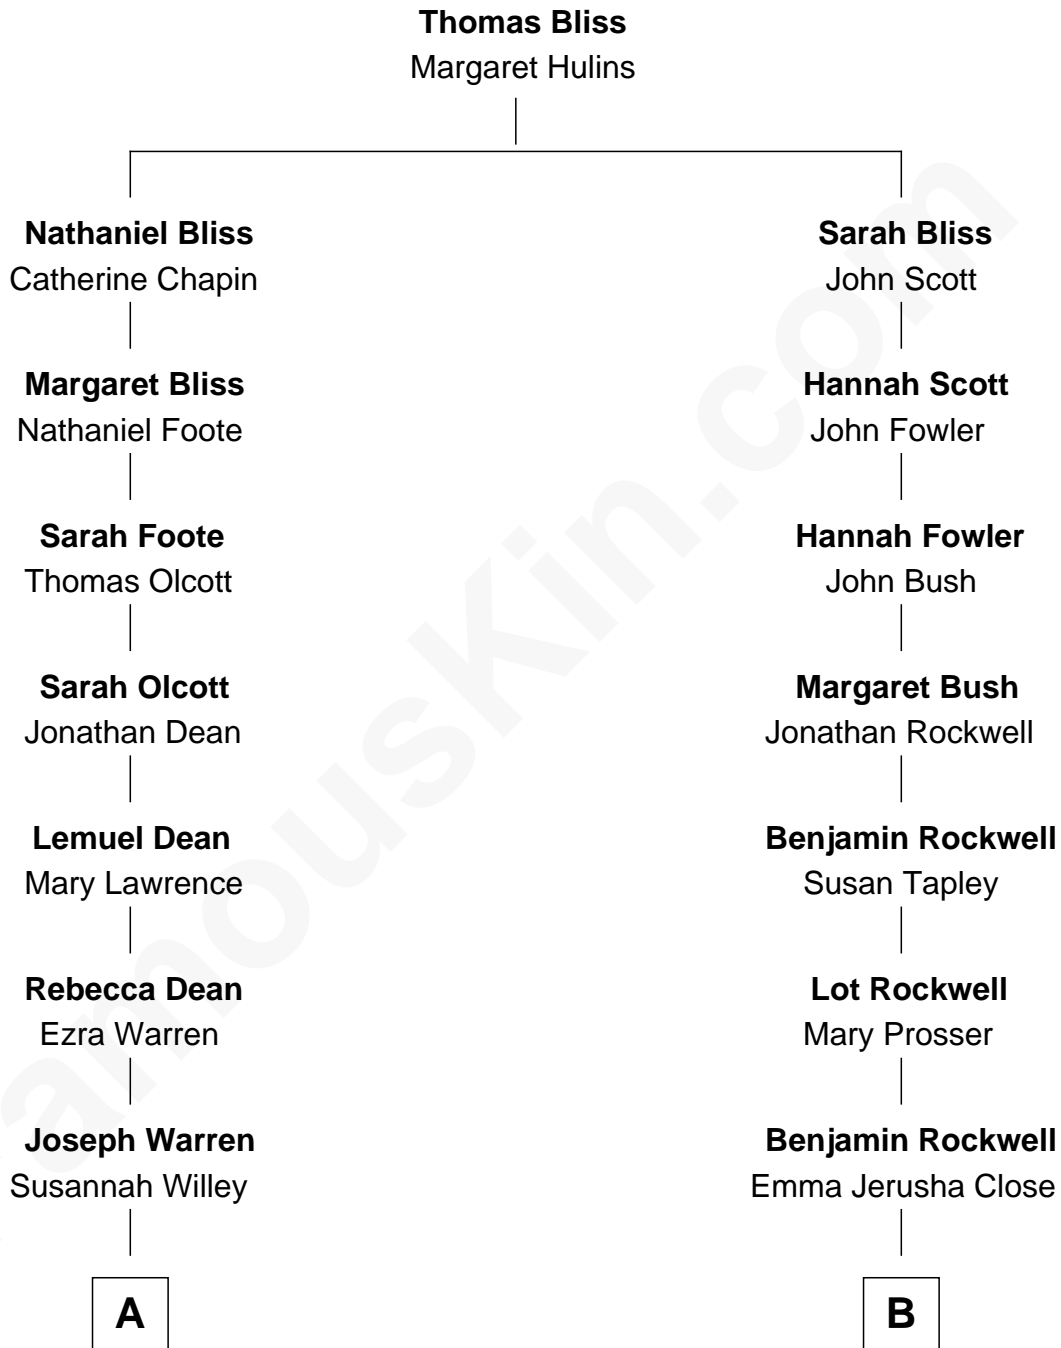 Thomas Bliss
Margaret Hulins
Nathaniel Bliss
Catherine Chapin
Sarah Bliss
John Scott
Margaret Bliss
Nathaniel Foote
Hannah Scott
John Fowler
Sarah Foote
Thomas Olcott
Hannah Fowler
John Bush
Sarah Olcott
Jonathan Dean
Margaret Bush
Jonathan Rockwell
Lemuel Dean
Mary Lawrence
Benjamin Rockwell
Susan Tapley
Rebecca Dean
Ezra Warren
Lot Rockwell
Mary Prosser
Joseph Warren
Susannah Willey
Benjamin Rockwell
Emma Jerusha Close
A
B
FamousKin.com